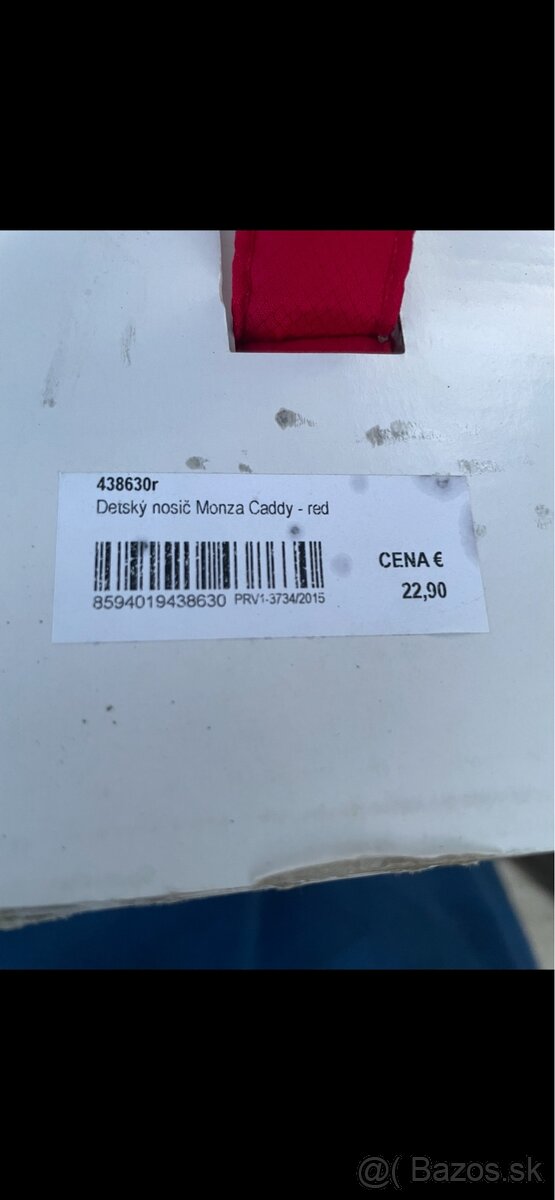 438630r
Detský nosič Monza Caddy - red
8594019438630 PRV1-3734/2015
CENA €
22,90
@( Bazos.sk